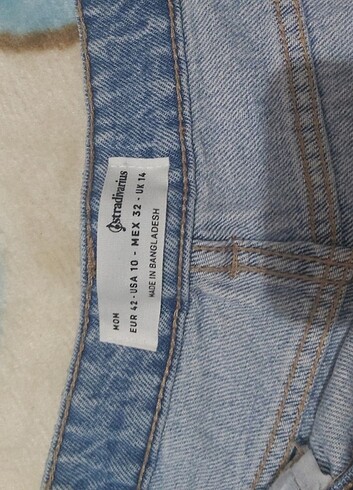 Stradivarius
MOM
EUR 42 - USA 10 - MEX 32 - UK 14
MADE IN BANGLADESH